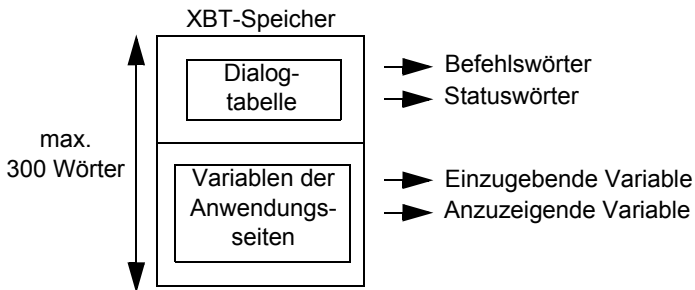 XBT-Speicher
Dialog-
tabelle
Befehlswörter
Statuswörter
max.
300 Wörter
Variablen der
Anwendungs-
seiten
Einzugebende Variable
Anzuzeigende Variable